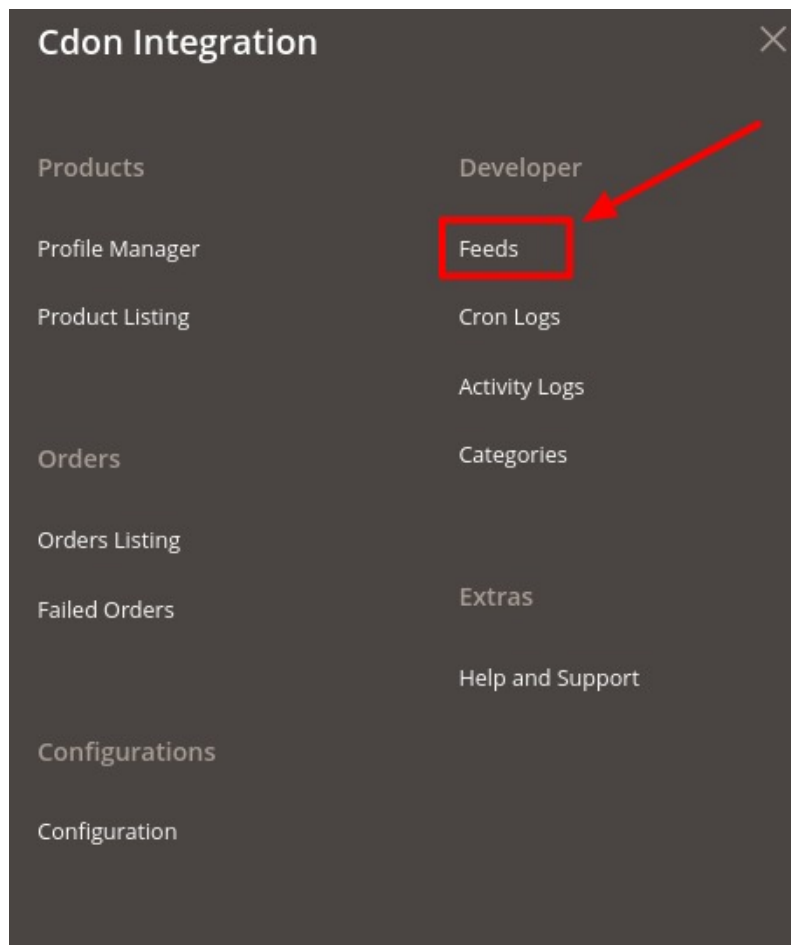 Cdon Integration
Products
Profile Manager
Product Listing
Orders
Orders Listing
Failed Orders
Configurations
Configuration
Developer
Feeds
Cron Logs
Activity Logs
Categories
Extras
Help and Support